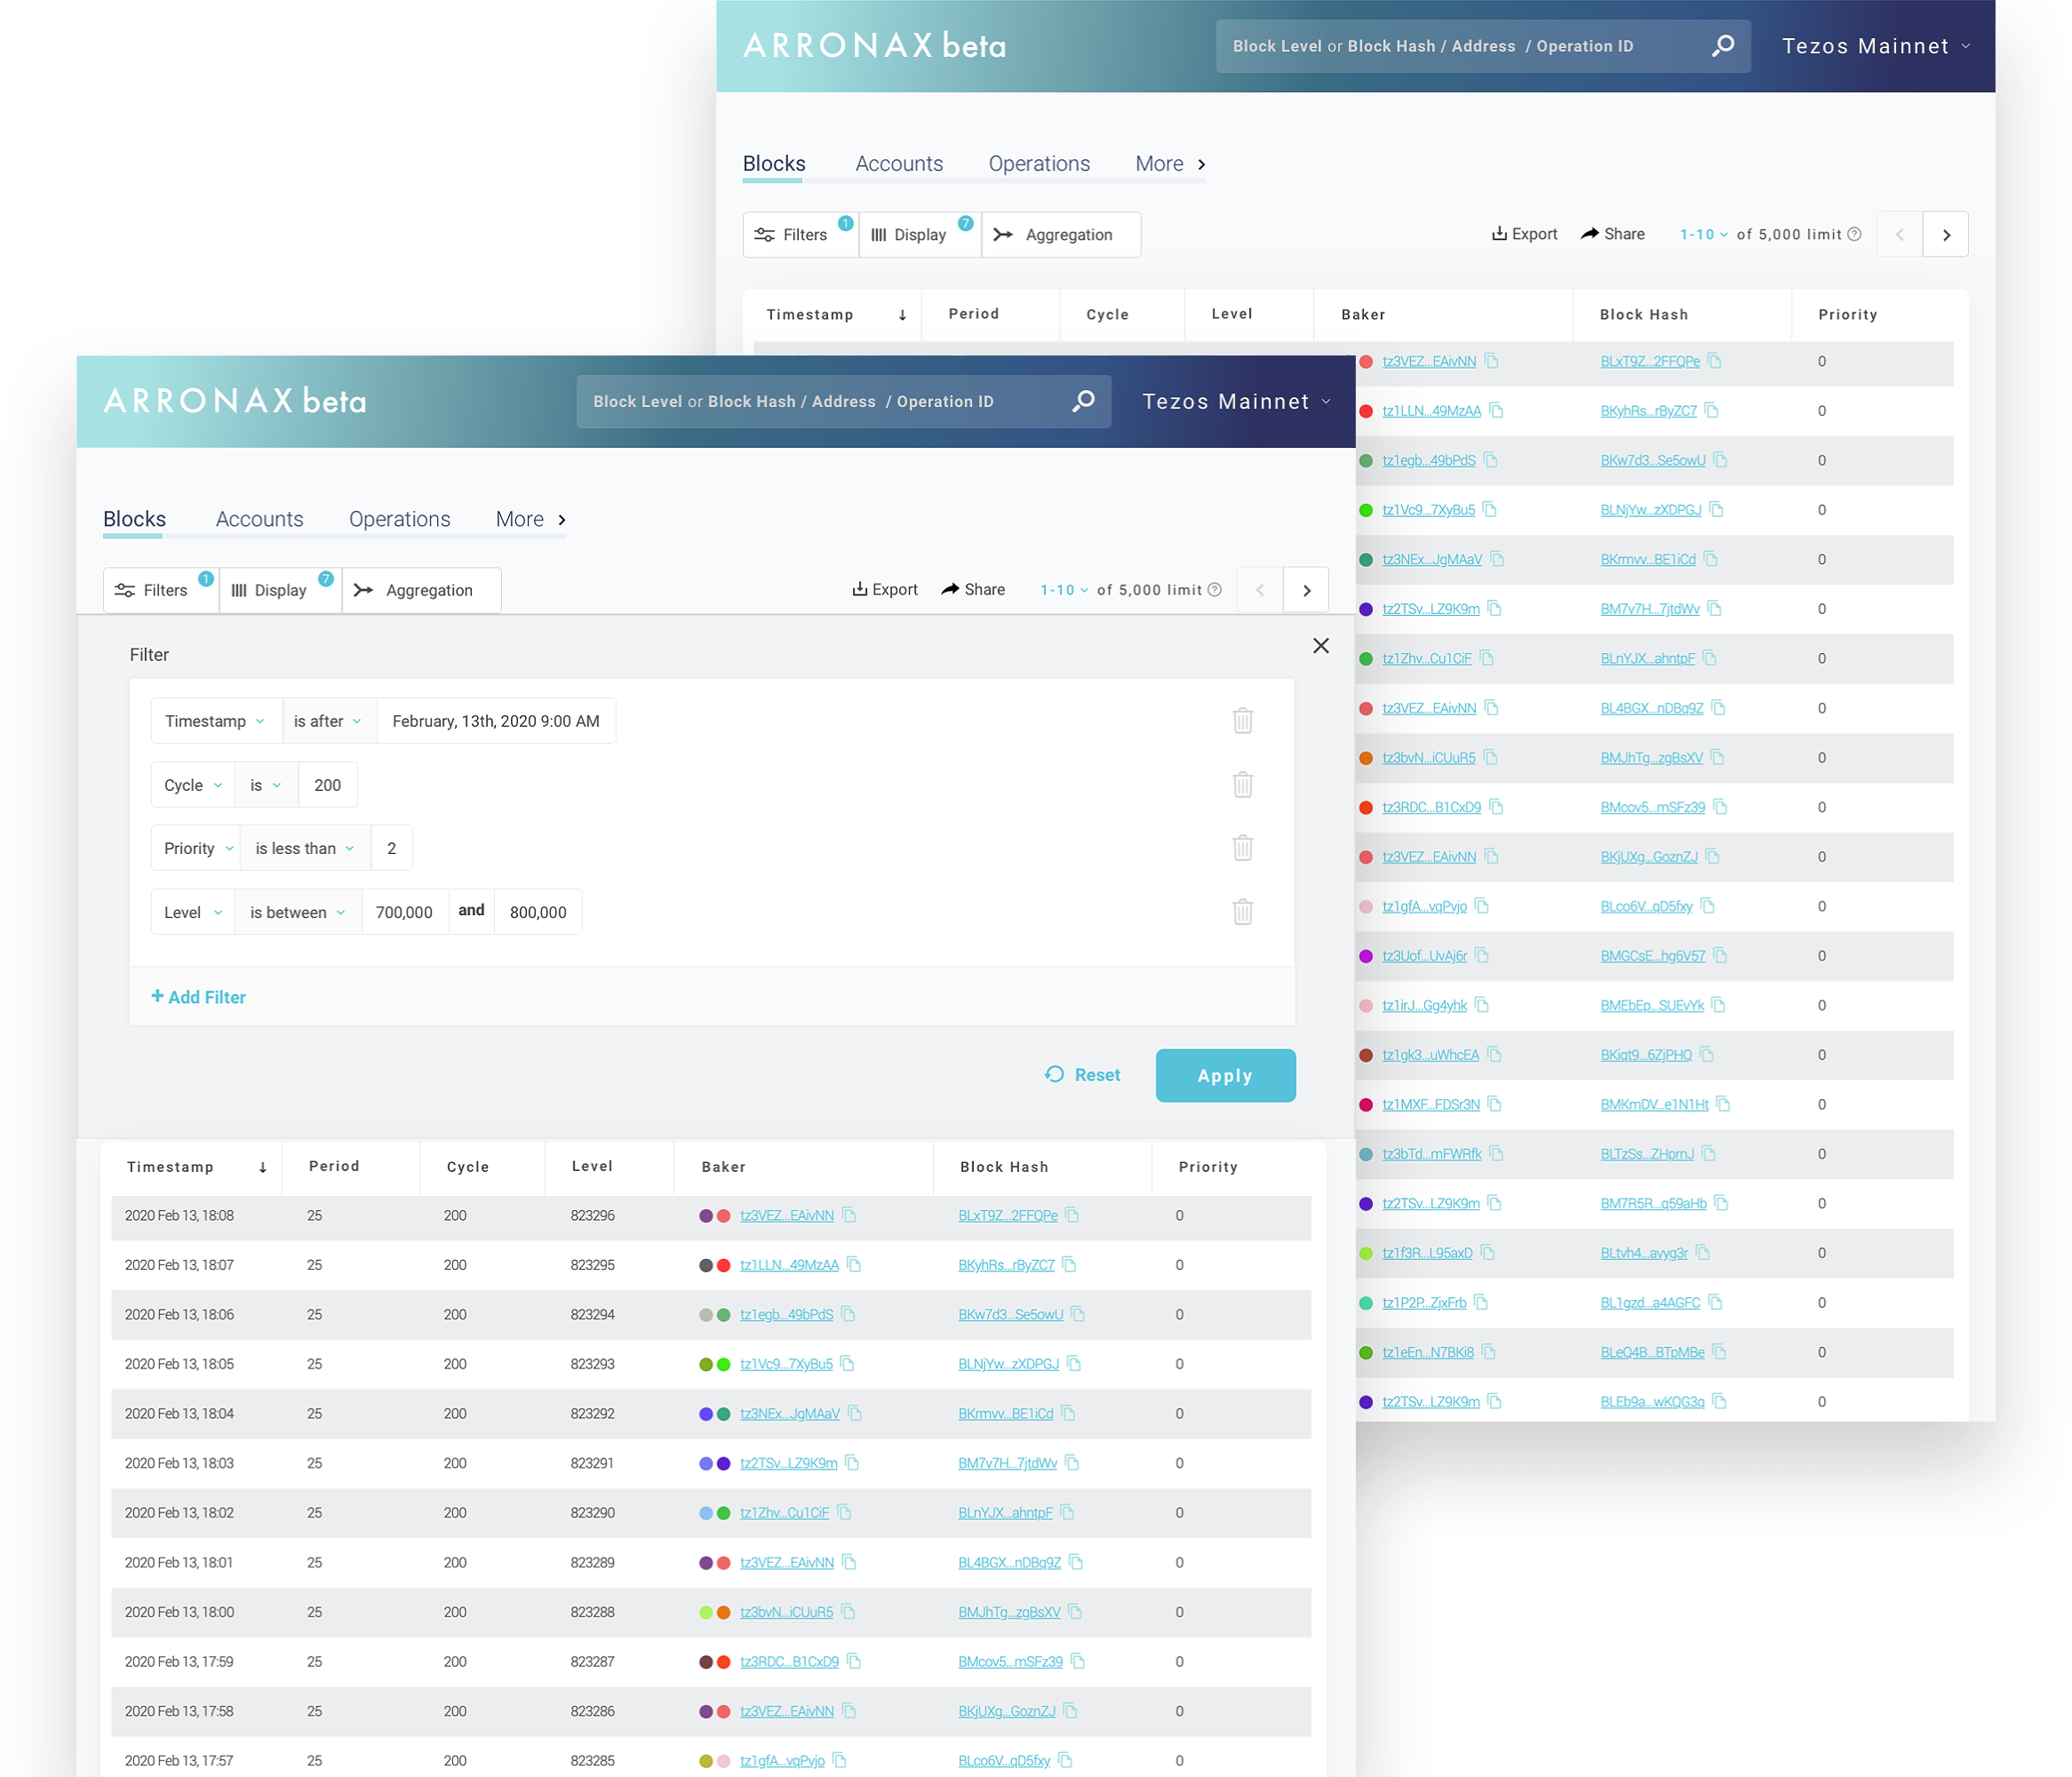 ARRONAX beta
Block Level or Block Hash / Address / Operation ID
Tezos Mainnet
Blocks Accounts Operations More
Filters 1 Display 7 Aggregation
Export Share 1-10 of 5,000 limit
Timestamp Period Cycle Level Baker Block Hash Priority
tz3VEZ...EAivNN BLxT9Z...2FFQPe 0
tz1LLN...49MzAA BKyhRs...rByZC7 0
tz1egb...49bPdS BKw7d3...Se5owU 0
tz1Vc9...7XyBu5 BLNjYw...zXDPGJ 0
tz3NEx...JgMAaV BKrmvv...BE1iCd 0
tz2TSv...LZ9K9m BM7v7H...7jtdWv 0
tz1Zhv...Cu1CiF BLnYJX...ahntpF 0
tz3VEZ...EAivNN BL4BGX...nDBq9Z 0
tz3bvN...iCUuR5 BMJhTg...zgBsXV 0
tz3RDC...B1CxD9 BMcov5...mSFz39 0
tz3VEZ...EAivNN BKjUXg...GoznZJ 0
tz1gfA...vqPvjo BLco6V...qD5fxy 0
tz3Uof...UvAj6r BMGCsE...hg6V57 0
tz1irJ...Gg4yhk BMEbEp...SUEvYk 0
tz1gk3...uWhcEA BKiqt9...6ZjPHQ 0
tz1MXF...FDSr3N BMKmDV...e1N1Ht 0
tz3bTd...mFWRfk BLTzSs...ZHprnJ 0
tz2TSv...LZ9K9m BM7R5R...q59aHb 0
tz1f3R...L95axD BLtvh4...avyg3r 0
tz1P2P...ZjxFrb BL1gzd...a4AGFC 0
tz1eEn...N7BKi8 BLeQ4B...BTpMBe 0
tz2TSv...LZ9K9m BLEb9a...wKQG3q 0
ARRONAX beta
Block Level or Block Hash / Address / Operation ID
Tezos Mainnet
Blocks Accounts Operations More
Filters 1 Display 7 Aggregation
Export Share 1-10 of 5,000 limit
Filter
Timestamp is after February, 13th, 2020 9:00 AM
Cycle is 200
Priority is less than 2
Level is between 700,000 and 800,000
+ Add Filter
Reset Apply
Timestamp Period Cycle Level Baker Block Hash Priority
2020 Feb 13, 18:08 25 200 823296 tz3VEZ...EAivNN BLxT9Z...2FFQPe 0
2020 Feb 13, 18:07 25 200 823295 tz1LLN...49MzAA BKyhRs...rByZC7 0
2020 Feb 13, 18:06 25 200 823294 tz1egb...49bPdS BKw7d3...Se5owU 0
2020 Feb 13, 18:05 25 200 823293 tz1Vc9...7XyBu5 BLNjYw...zXDPGJ 0
2020 Feb 13, 18:04 25 200 823292 tz3NEx...JgMAaV BKrmvv...BE1iCd 0
2020 Feb 13, 18:03 25 200 823291 tz2TSv...LZ9K9m BM7v7H...7jtdWv 0
2020 Feb 13, 18:02 25 200 823290 tz1Zhv...Cu1CiF BLnYJX...ahntpF 0
2020 Feb 13, 18:01 25 200 823289 tz3VEZ...EAivNN BL4BGX...nDBq9Z 0
2020 Feb 13, 18:00 25 200 823288 tz3bvN...iCUuR5 BMJhTg...zgBsXV 0
2020 Feb 13, 17:59 25 200 823287 tz3RDC...B1CxD9 BMcov5...mSFz39 0
2020 Feb 13, 17:58 25 200 823286 tz3VEZ...EAivNN BKjUXg...GoznZJ 0
2020 Feb 13, 17:57 25 200 823285 tz1gfA...vqPvjo BLco6V...qD5fxy 0